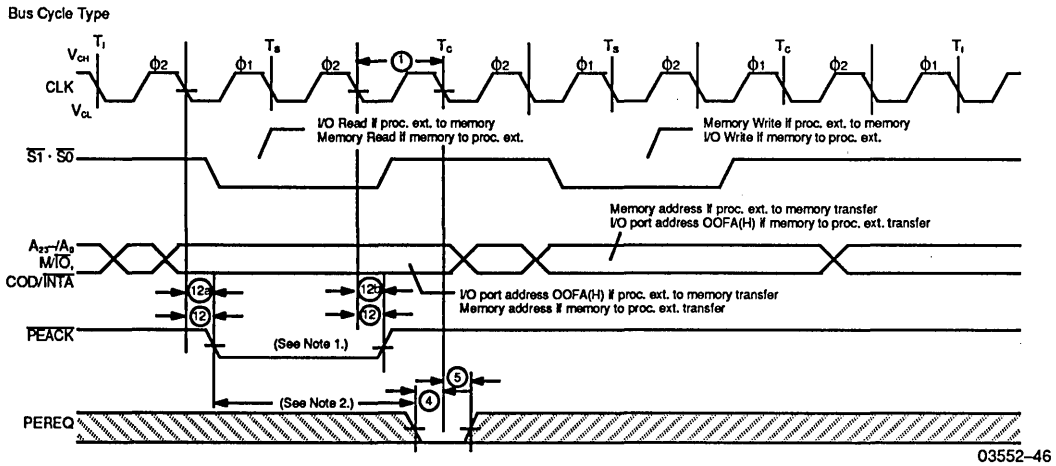 Bus Cycle Type
TI Ts TC Ts Tc TI
VCH
ϕ2 ϕ1 ϕ2 ① ϕ2 ϕ1 ϕ2 ϕ1 ϕ2
CLK
VCL
I/O Read if proc. ext. to memory
Memory Read if memory to proc. ext.
Memory Write if proc. ext. to memory
I/O Write if memory to proc. ext.
S1 · S0
Memory address if proc. ext. to memory transfer
I/O port address OOFA(H) if memory to proc. ext. transfer
A23–/A0
M/IO,
COD/INTA
12a 12b
I/O port address OOFA(H) if proc. ext. to memory transfer
Memory address if memory to proc. ext. transfer
12 12
PEACK
(See Note 1.)
(See Note 2.) 4 5
PEREQ
03552–46